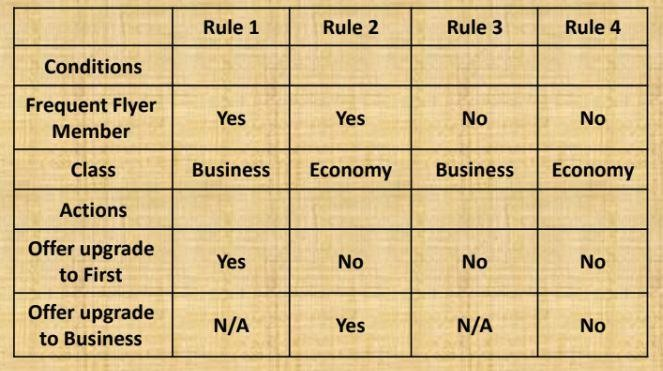 Rule 1 Rule 2 Rule 3 Rule 4
Conditions
Frequent Flyer
Member Yes Yes No No
Class Business Economy Business Economy
Actions
Offer upgrade
to First Yes No No No
Offer upgrade
to Business N/A Yes N/A No